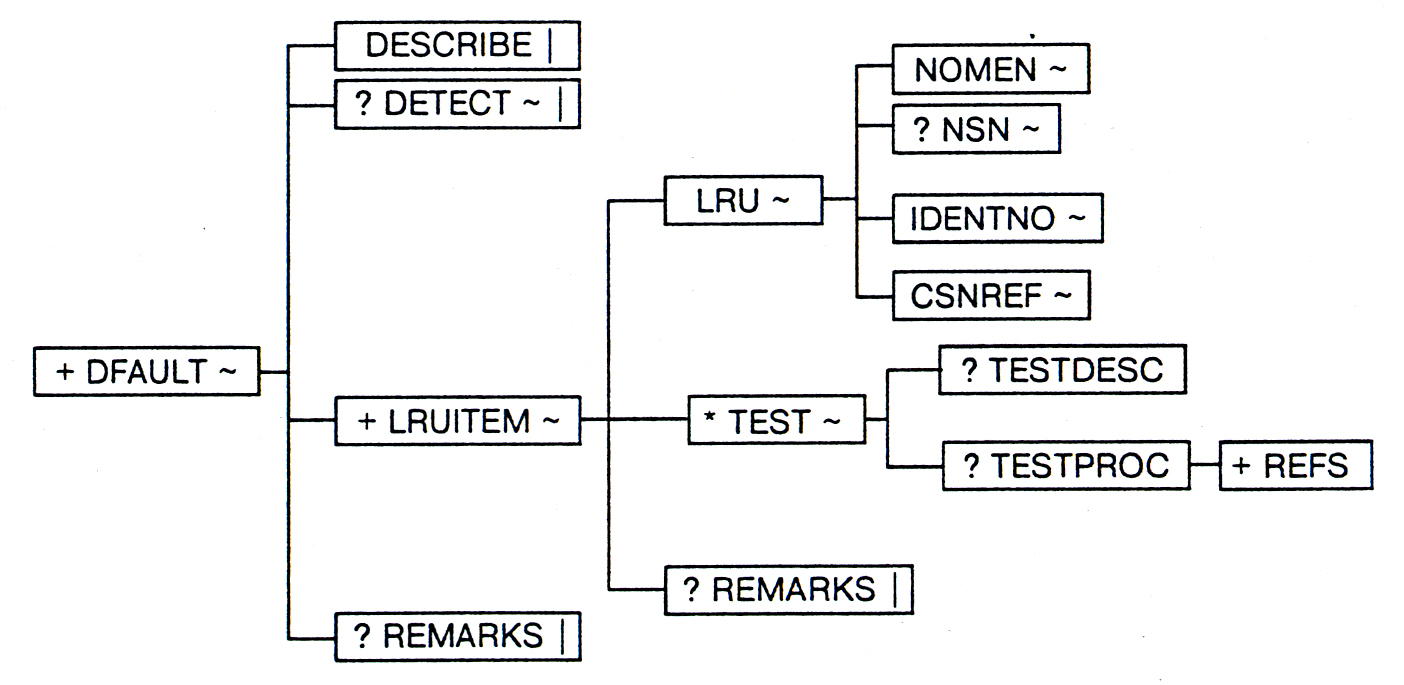 DESCRIBE |
? DETECT ~ |
+ DFAULT ~
+ LRUITEM ~
? REMARKS |
LRU ~
* TEST ~
? REMARKS |
NOMEN ~
? NSN ~
IDENTNO ~
CSNREF ~
? TESTDESC
? TESTPROC
+ REFS